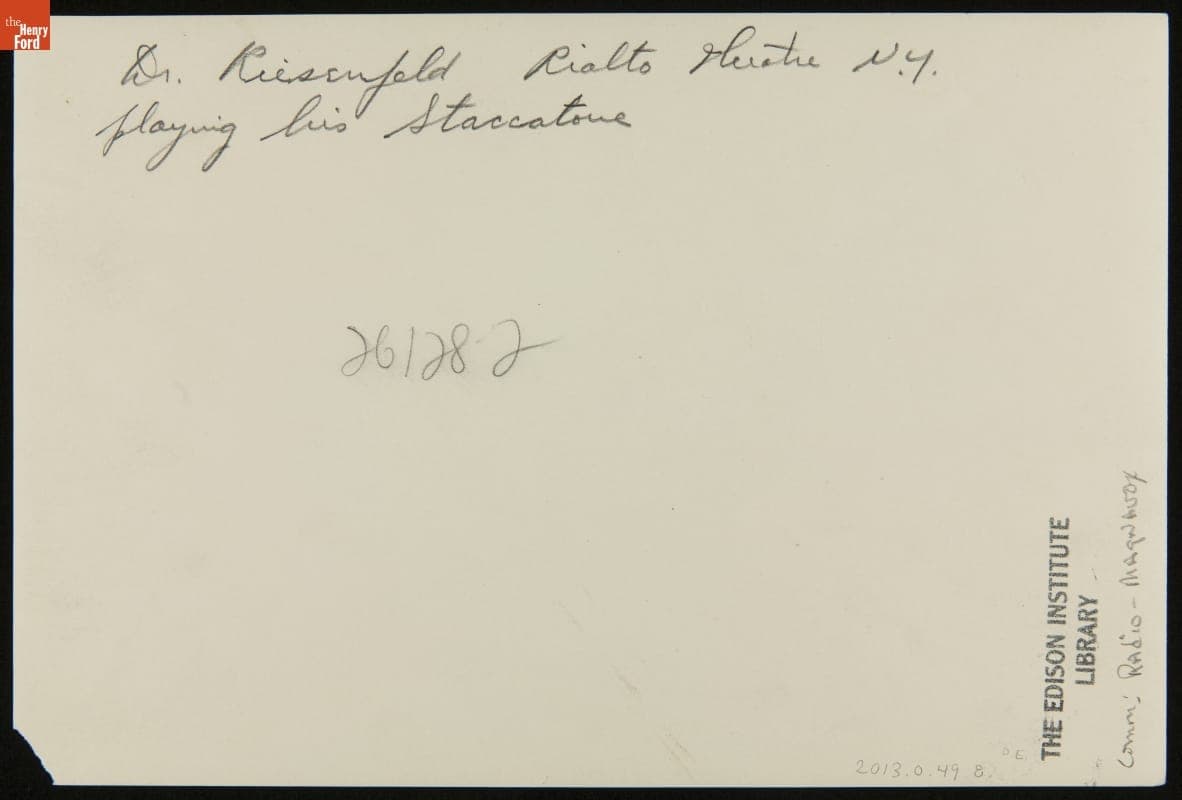 the
Henry
Ford
Dr. Riesenfeld Rialto Theatre N.Y.
playing his Staccatone
26128-2
THE EDISON INSTITUTE
LIBRARY
Comm: Radio - Magnavox
2013.0.49 8.